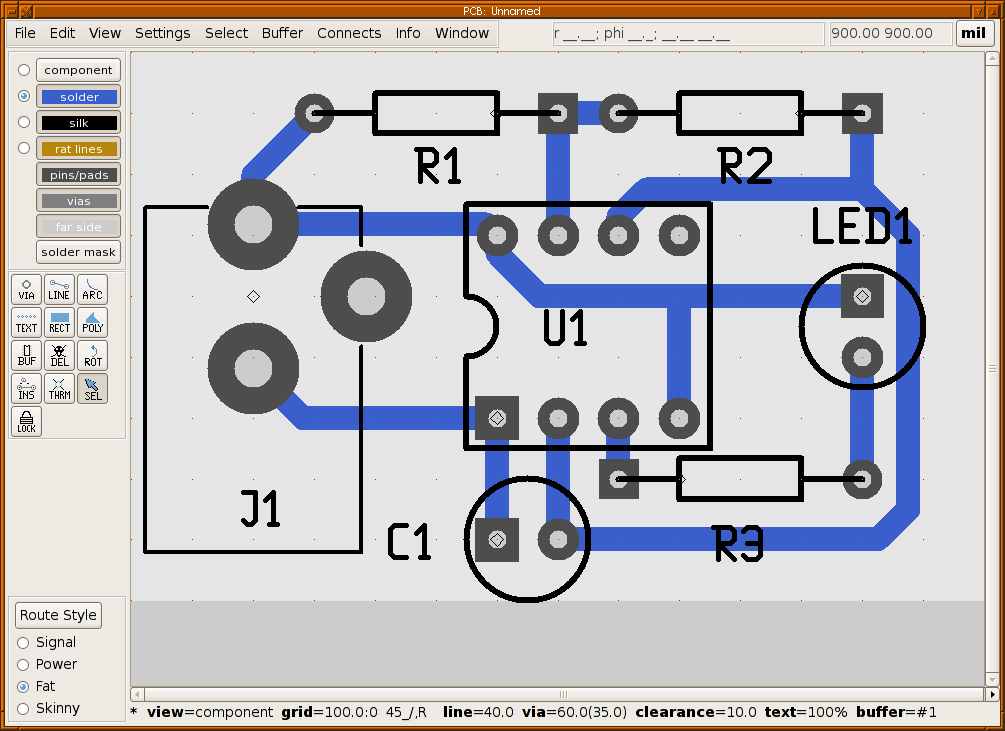 PCB: Unnamed
File Edit View Settings Select Buffer Connects Info Window
r __.__; phi __._; __.__ __.__
900.00 900.00
mil
component
solder
silk
rat lines
pins/pads
vias
far side
solder mask
VIA LINE ARC
TEXT RECT POLY
BUF DEL ROT
INS THRM SEL
LOCK
R1
R2
LED1
U1
J1
C1
R3
Route Style
Signal
Power
Fat
Skinny
* view=component grid=100.0:0 45_/,R line=40.0 via=60.0(35.0) clearance=10.0 text=100% buffer=#1